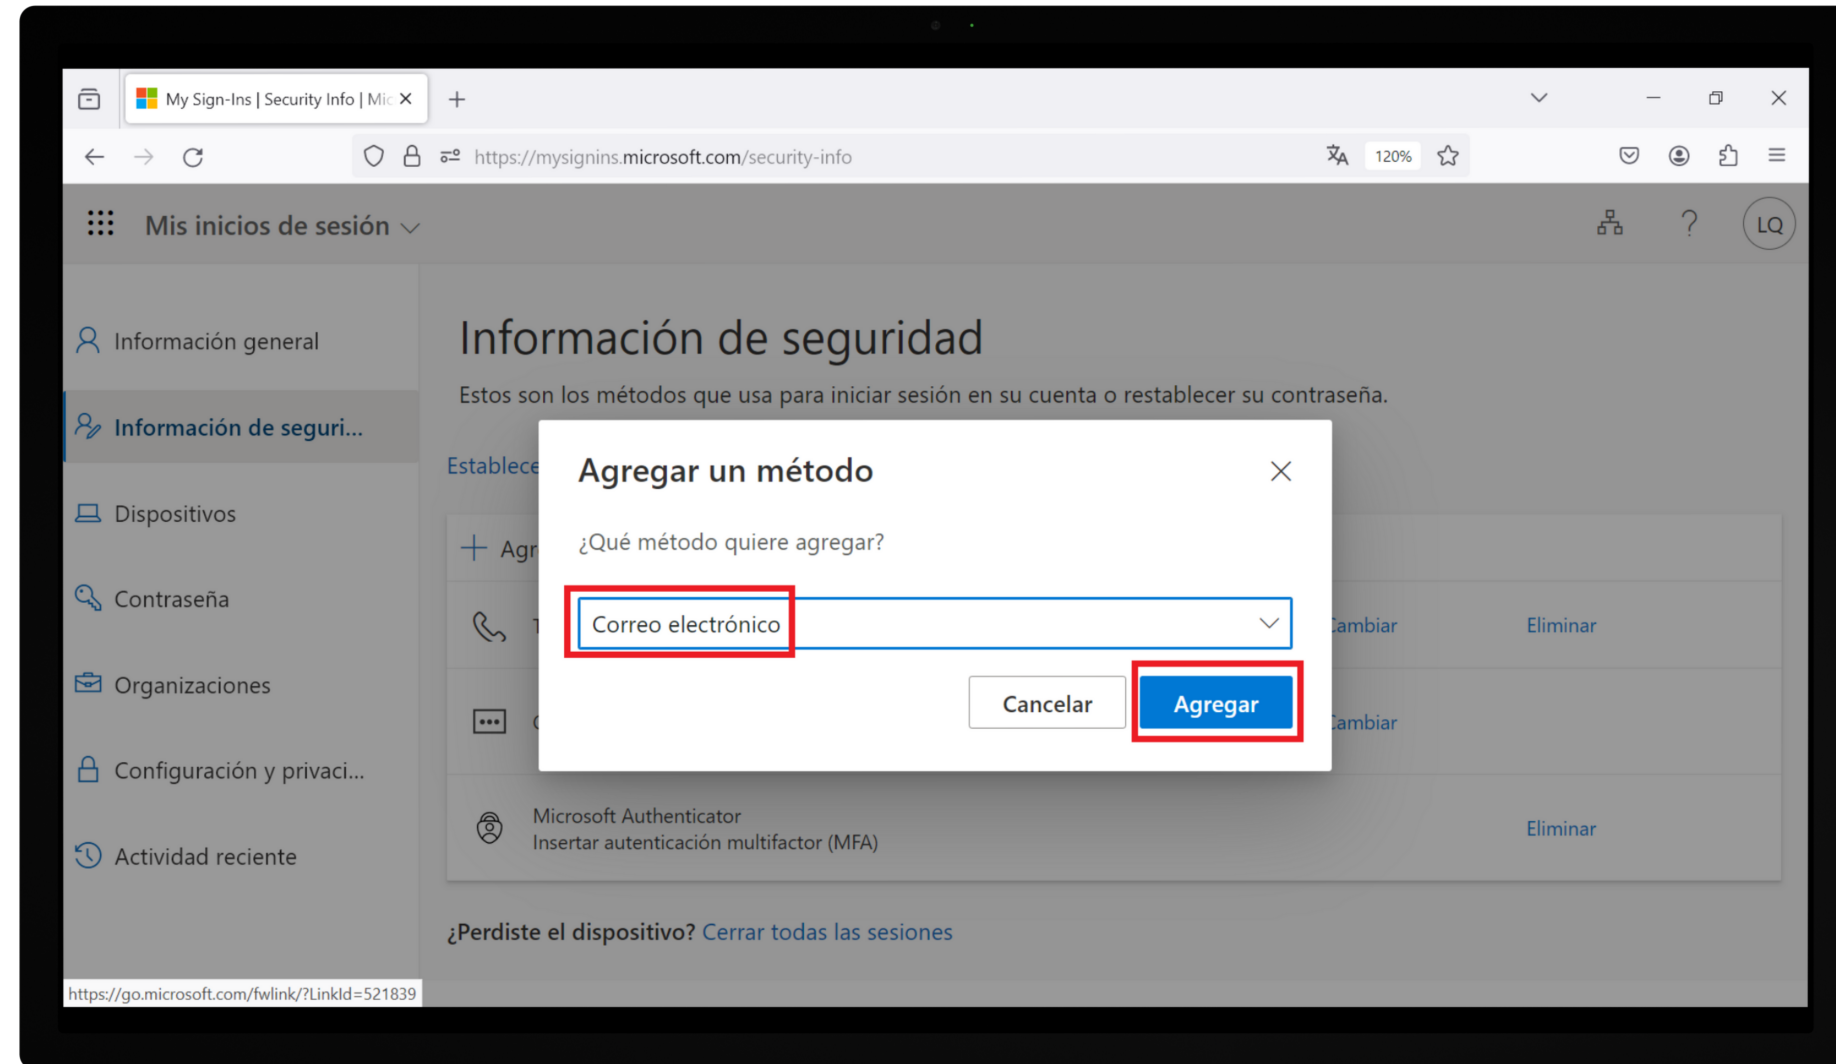 My Sign-Ins | Security Info | Mic
https://mysignins.microsoft.com/security-info
120%
Mis inicios de sesión
?
LQ
Información general
Información de seguri...
Dispositivos
Contraseña
Organizaciones
Configuración y privaci...
Actividad reciente
Información de seguridad
Estos son los métodos que usa para iniciar sesión en su cuenta o restablecer su contraseña.
Agregar un método
¿Qué método quiere agregar?
Correo electrónico
Cancelar
Agregar
Cambiar
Eliminar
Cambiar
Microsoft Authenticator
Insertar autenticación multifactor (MFA)
Eliminar
¿Perdiste el dispositivo? Cerrar todas las sesiones
https://go.microsoft.com/fwlink/?LinkId=521839